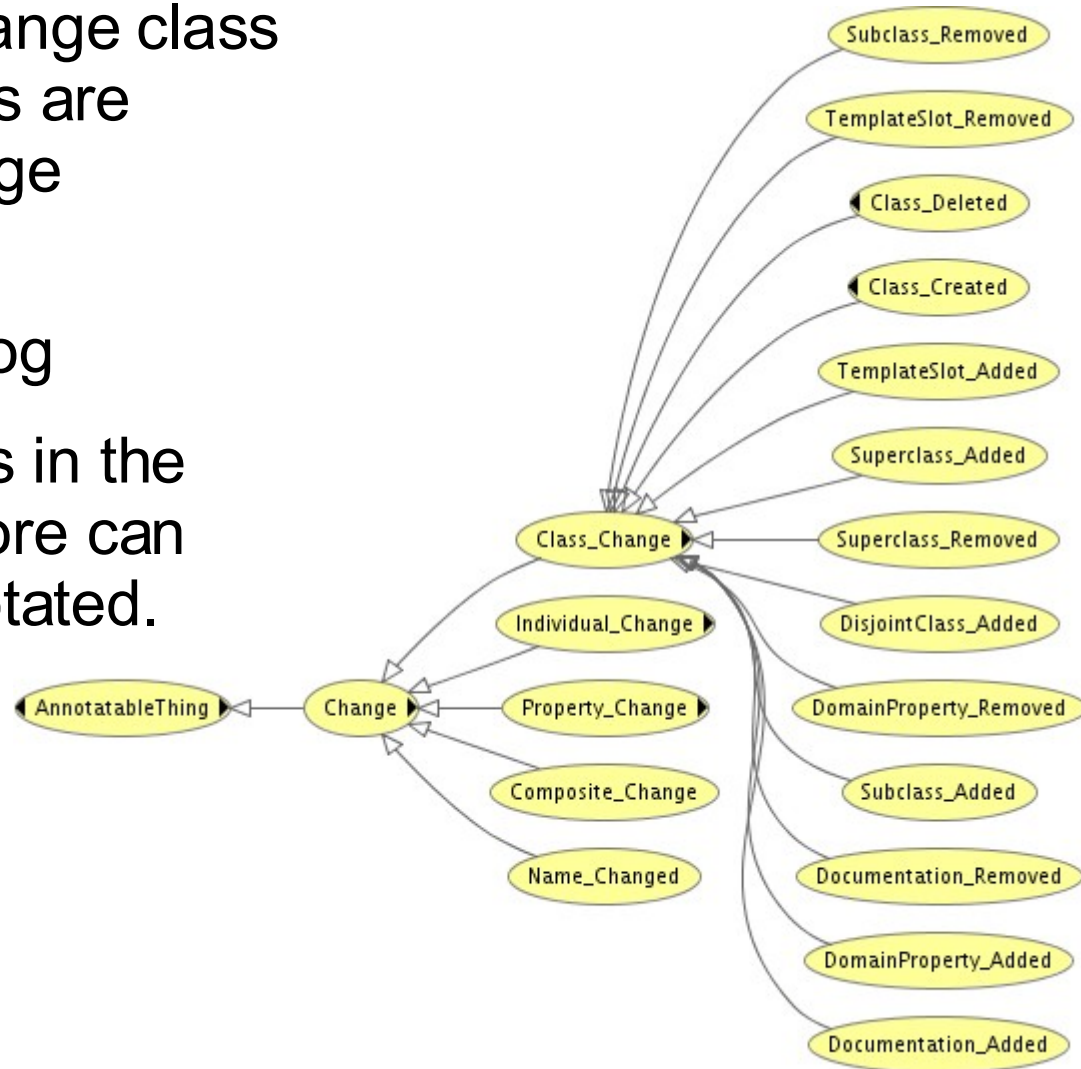 ange class
s are
ge
og
s in the
ore can
tated.
Subclass_Removed
TemplateSlot_Removed
Class_Deleted
Class_Created
TemplateSlot_Added
Superclass_Added
Class_Change
Superclass_Removed
Individual_Change
DisjointClass_Added
AnnotatableThing
Change
Property_Change
DomainProperty_Removed
Composite_Change
Subclass_Added
Name_Changed
Documentation_Removed
DomainProperty_Added
Documentation_Added